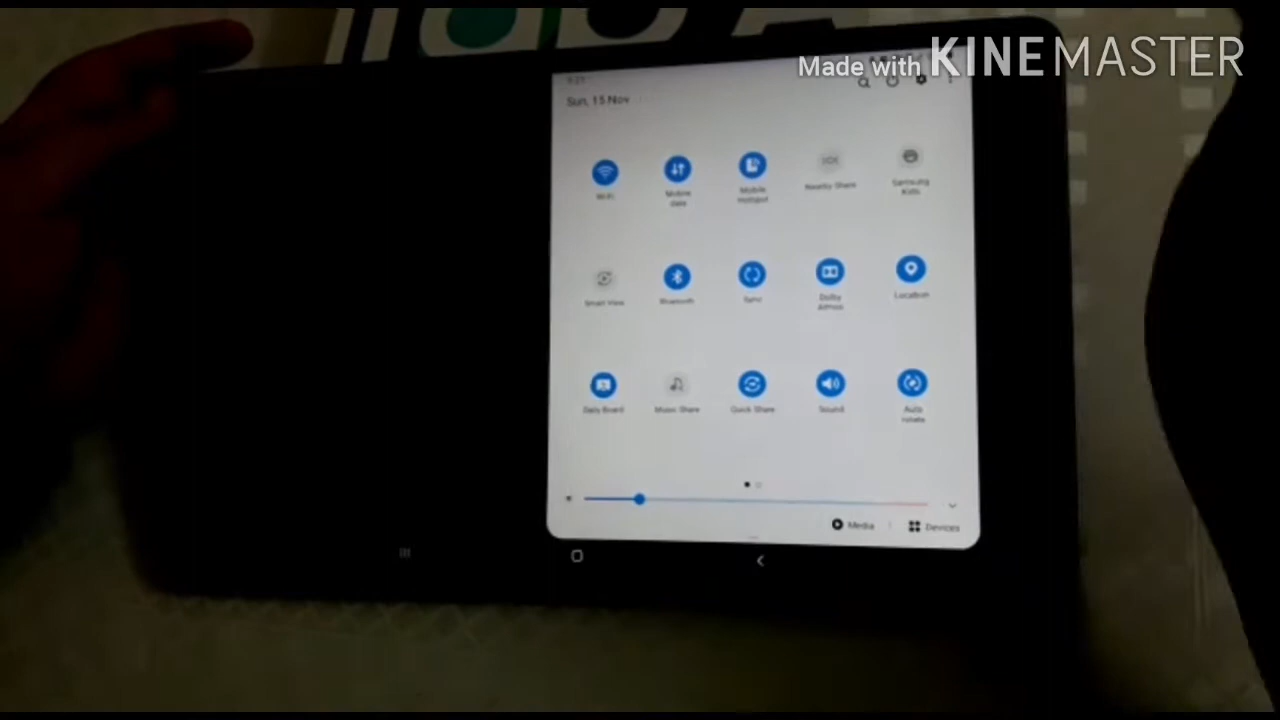 Made with KINEMASTER
Sun, 15 Nov
Wi-Fi
Mobile
data
Mobile
Hotspot
Nearby Share
Samsung
Kids
Smart View
Bluetooth
Sync
Dolby
Atmos
Location
Daily Board
Music Share
Quick Share
Sound
Auto
rotate
Media
Devices